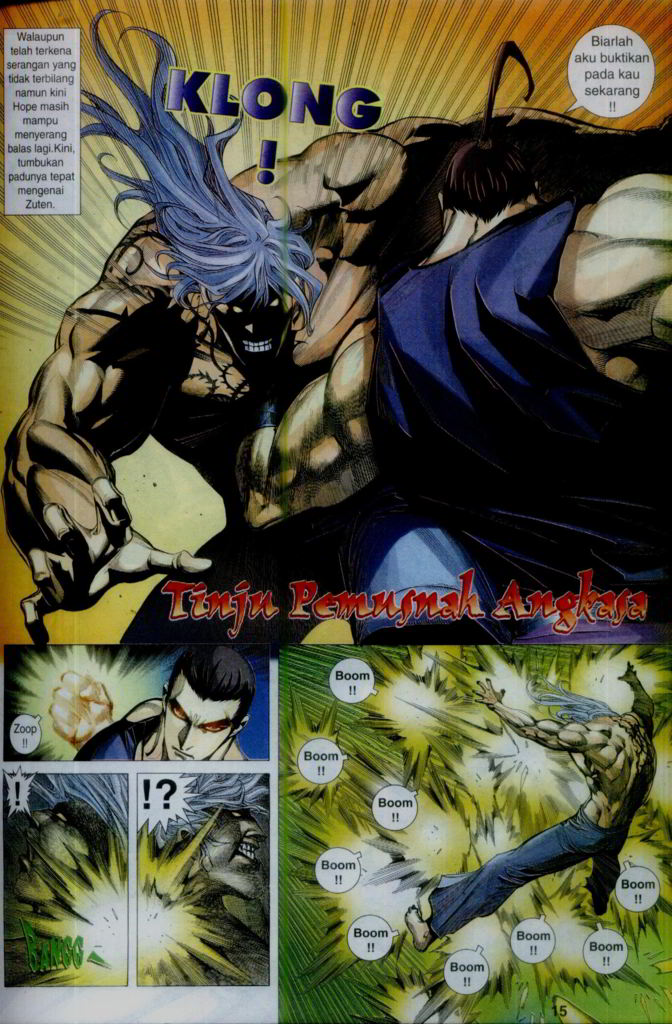 Walaupun
telah terkena
serangan yang
tidak terbilang
namun kini
Hope masih
mampu
menyerang
balas lagi.Kini,
tumbukan
padunya tepat
mengenai
Zuten.
KLONG
!
Biarlah
aku buktikan
pada kau
sekarang
!!
Tinju Pemusnah Angkasa
Zoop
!!
!
BANGG
!?
Boom
!!
Boom
!!
Boom
!!
Boom
!!
Boom
!!
Boom
!!
Boom
!!
Boom
!!
Boom
!!
15